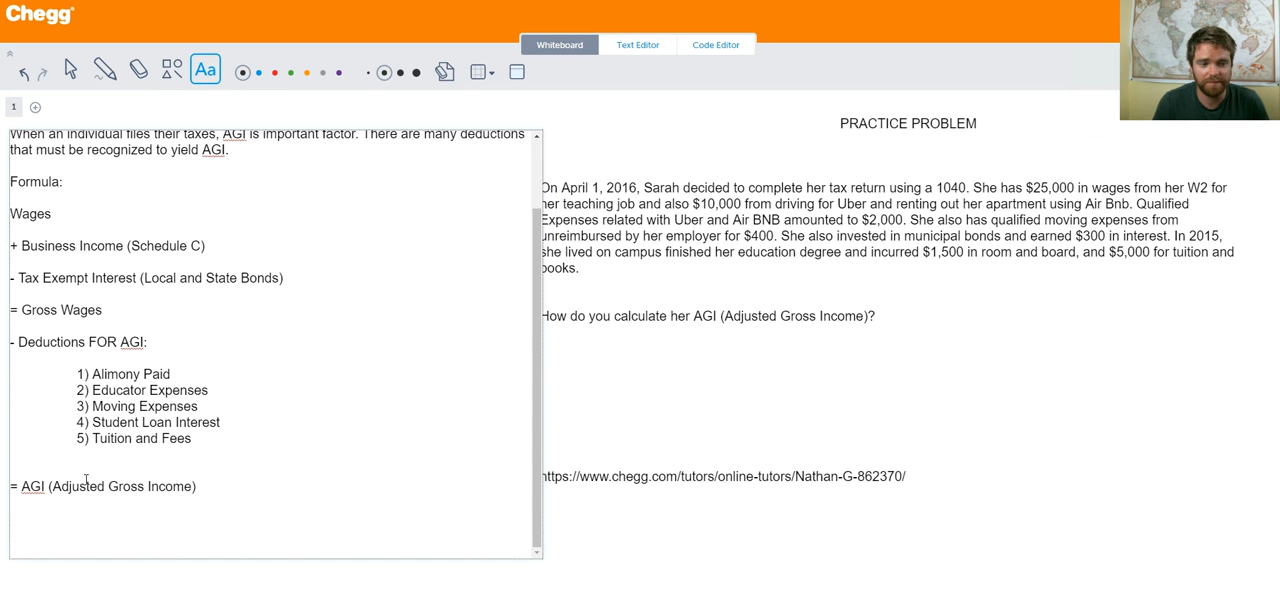 Chegg
Whiteboard
Text Editor
Code Editor
Aa
1
When an individual files their taxes, AGI is important factor. There are many deductions
that must be recognized to yield AGI.
Formula:
Wages
+ Business Income (Schedule C)
- Tax Exempt Interest (Local and State Bonds)
= Gross Wages
- Deductions FOR AGI:
1) Alimony Paid
2) Educator Expenses
3) Moving Expenses
4) Student Loan Interest
5) Tuition and Fees
= AGI (Adjusted Gross Income)
PRACTICE PROBLEM
On April 1, 2016, Sarah decided to complete her tax return using a 1040. She has $25,000 in wages from her W2 for
her teaching job and also $10,000 from driving for Uber and renting out her apartment using Air Bnb. Qualified
Expenses related with Uber and Air BNB amounted to $2,000. She also has qualified moving expenses from
unreimbursed by her employer for $400. She also invested in municipal bonds and earned $300 in interest. In 2015,
she lived on campus finished her education degree and incurred $1,500 in room and board, and $5,000 for tuition and
books.
How do you calculate her AGI (Adjusted Gross Income)?
https://www.chegg.com/tutors/online-tutors/Nathan-G-862370/